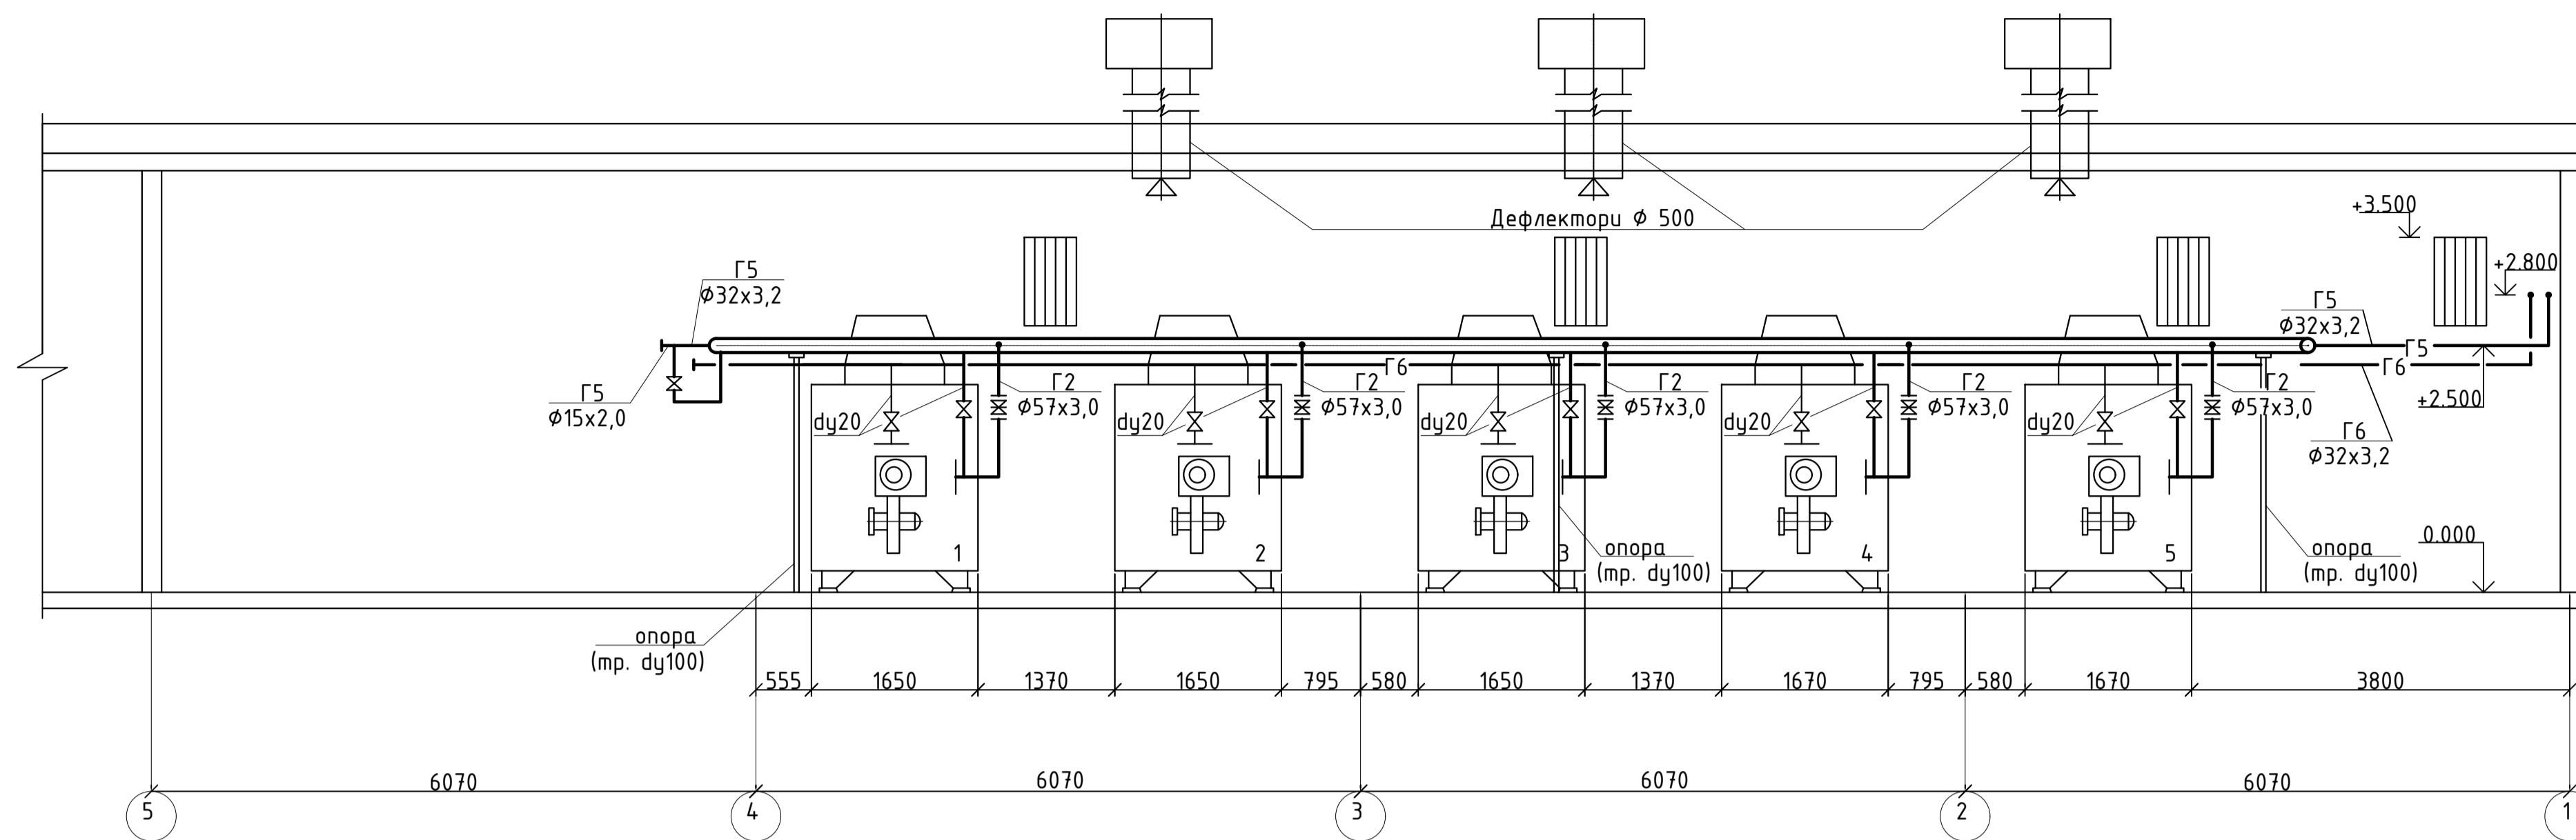 Дефлектори Ф 500
+3.500
+2.800
Г5
Ф32х3,2
Г5
Ф32х3,2
Г5
Г6
Г6
Г5
Ф15х2,0
Г2
Ф57х3,0
Г2
Ф57х3,0
Г2
Ф57х3,0
Г2
Ф57х3,0
Г2
Ф57х3,0
+2.500
dy20
dy20
dy20
dy20
dy20
Г6
Ф32х3,2
1
2
3
4
5
опора
(тр. dy100)
опора
(тр. dy100)
0.000
опора
(тр. dy100)
555 1650 1370 1650 795 580 1650 1370 1670 795 580 1670 3800
6070 6070 6070 6070
5 4 3 2 1